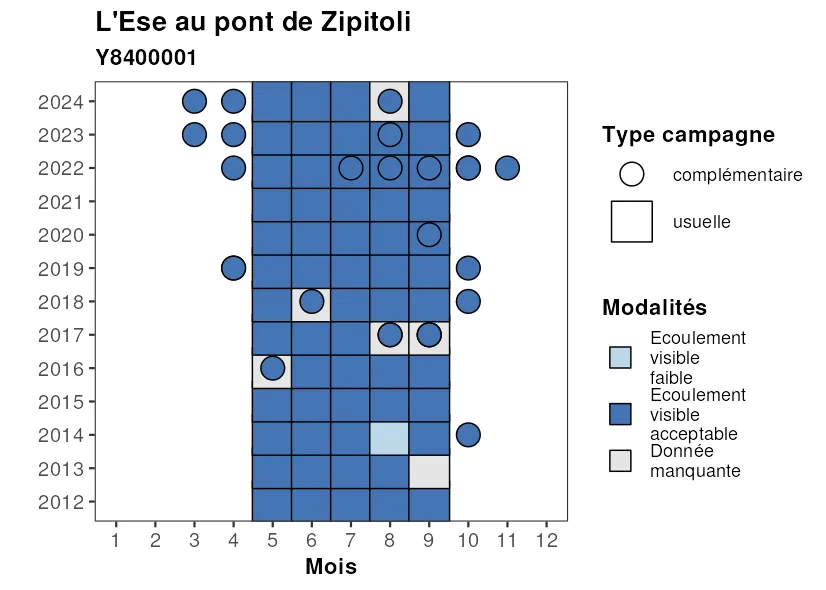 L'Ese au pont de Zipitoli
Y8400001
2024
2023
2022
2021
2020
2019
2018
2017
2016
2015
2014
2013
2012
1 2 3 4 5 6 7 8 9 10 11 12
Mois
Type campagne
complémentaire
usuelle
Modalités
Ecoulement
visible
faible
Ecoulement
visible
acceptable
Donnée
manquante